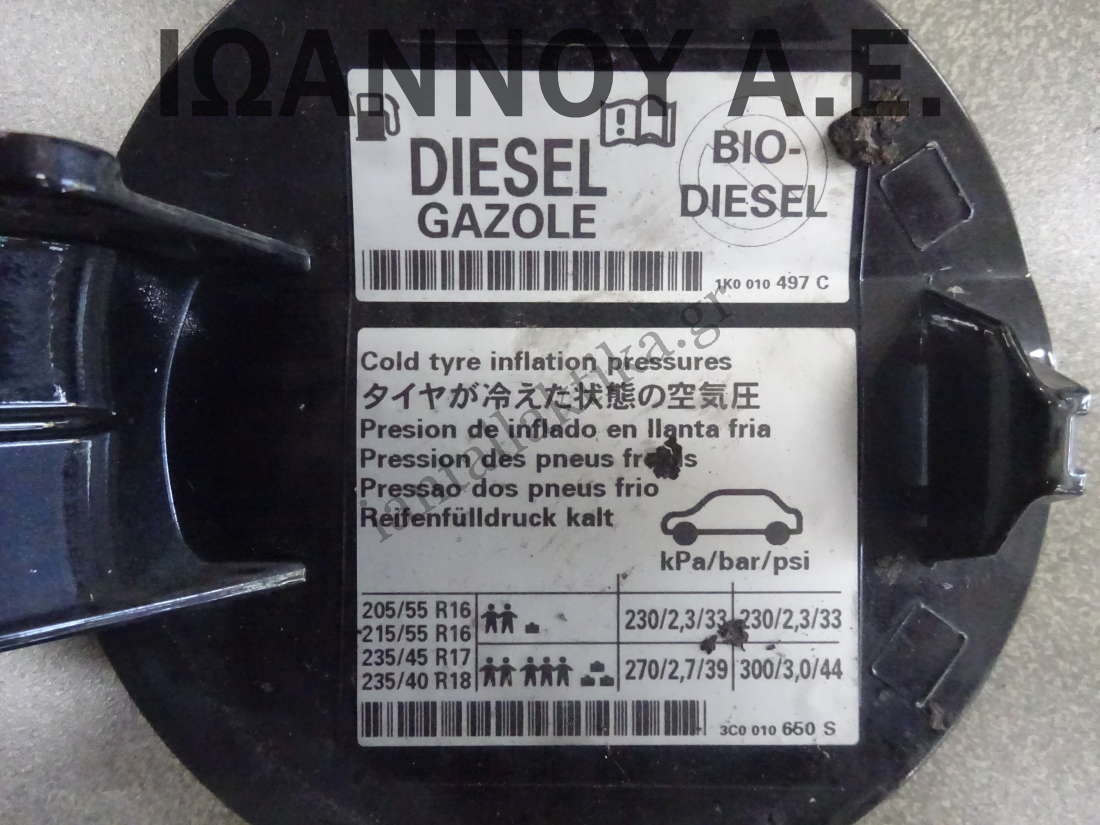 ΙΩΑΝΝΟΥ Α.Ε.
DIESEL
GAZOLE
BIO-
DIESEL
1K0 010 497 C
iantallaktika.gr
Cold tyre inflation pressures
タイヤが冷えた状態の空気圧
Presion de inflado en llanta fria
Pression des pneus froids
Pressao dos pneus frio
Reifenfülldruck kalt
kPa/bar/psi
205/55 R16
215/55 R16
235/45 R17
235/40 R18
230/2,3/33 230/2,3/33
270/2,7/39 300/3,0/44
3C0 010 650 S